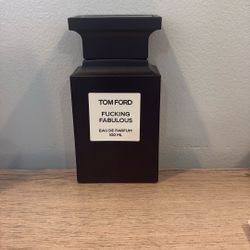 TOM FORD
FUCKING
FABULOUS
EAU DE PARFUM
100 ML